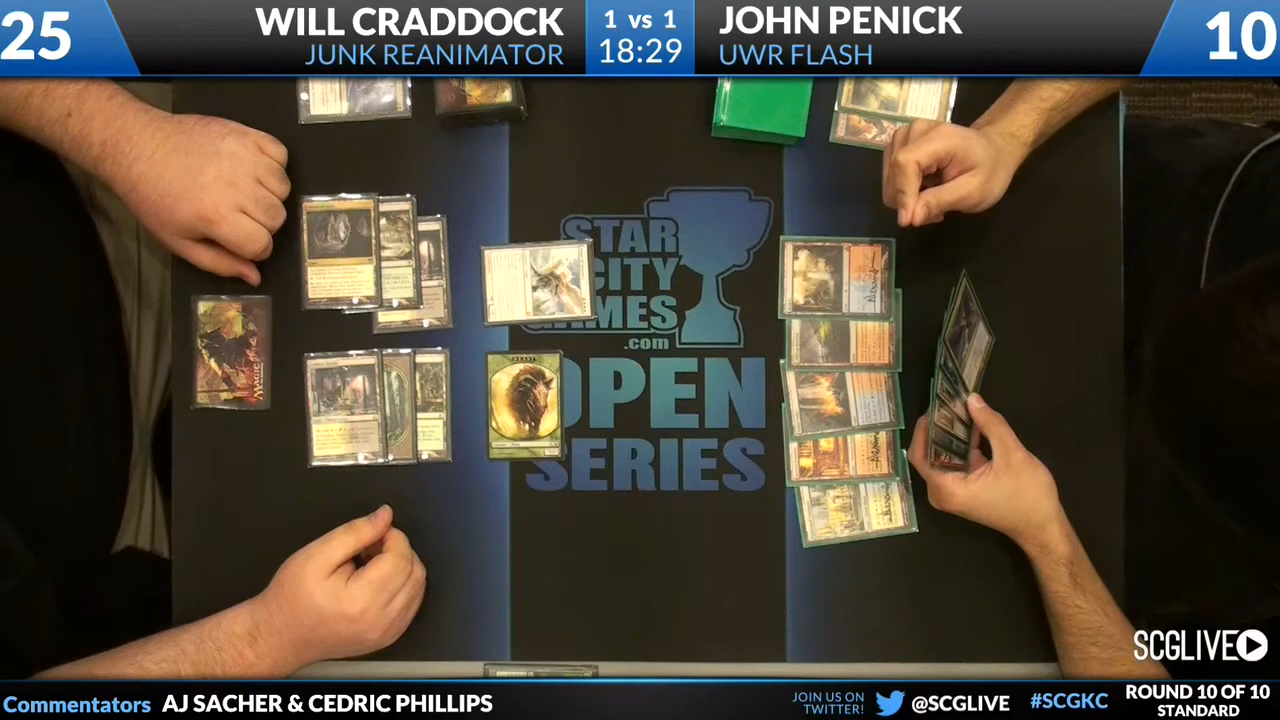 25
WILL CRADDOCK
JUNK REANIMATOR
1 vs 1
18:29
JOHN PENICK
UWR FLASH
10
STAR
CITY
GAMES
.com
OPEN
SERIES
BEAST
MAGIC
SCGLIVE
Commentators AJ SACHER & CEDRIC PHILLIPS
JOIN US ON
TWITTER!
@SCGLIVE
#SCGKC
ROUND 10 OF 10
STANDARD